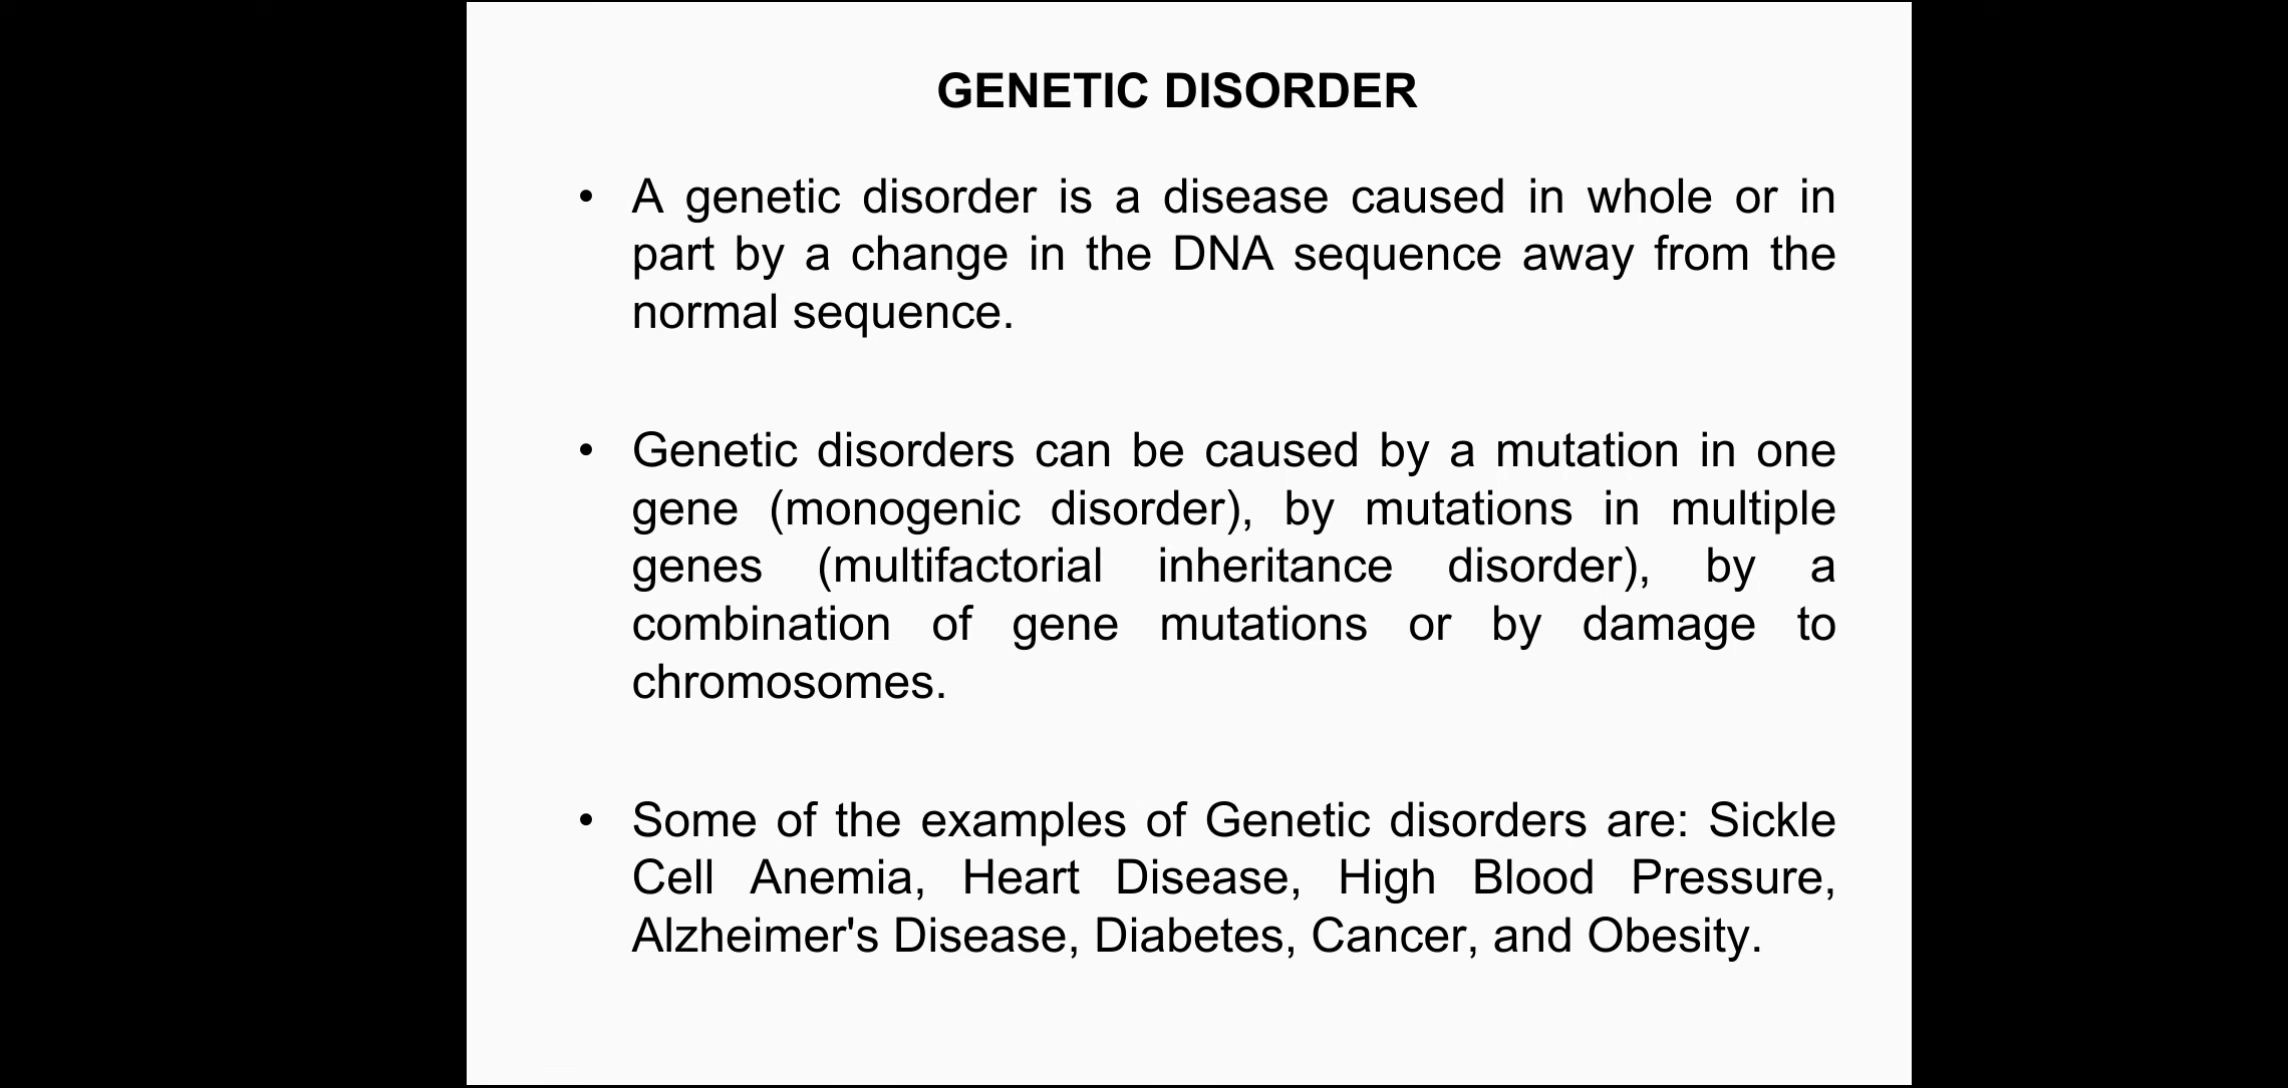 GENETIC DISORDER
• A genetic disorder is a disease caused in whole or in
part by a change in the DNA sequence away from the
normal sequence.
• Genetic disorders can be caused by a mutation in one
gene (monogenic disorder), by mutations in multiple
genes (multifactorial inheritance disorder), by a
combination of gene mutations or by damage to
chromosomes.
• Some of the examples of Genetic disorders are: Sickle
Cell Anemia, Heart Disease, High Blood Pressure,
Alzheimer's Disease, Diabetes, Cancer, and Obesity.